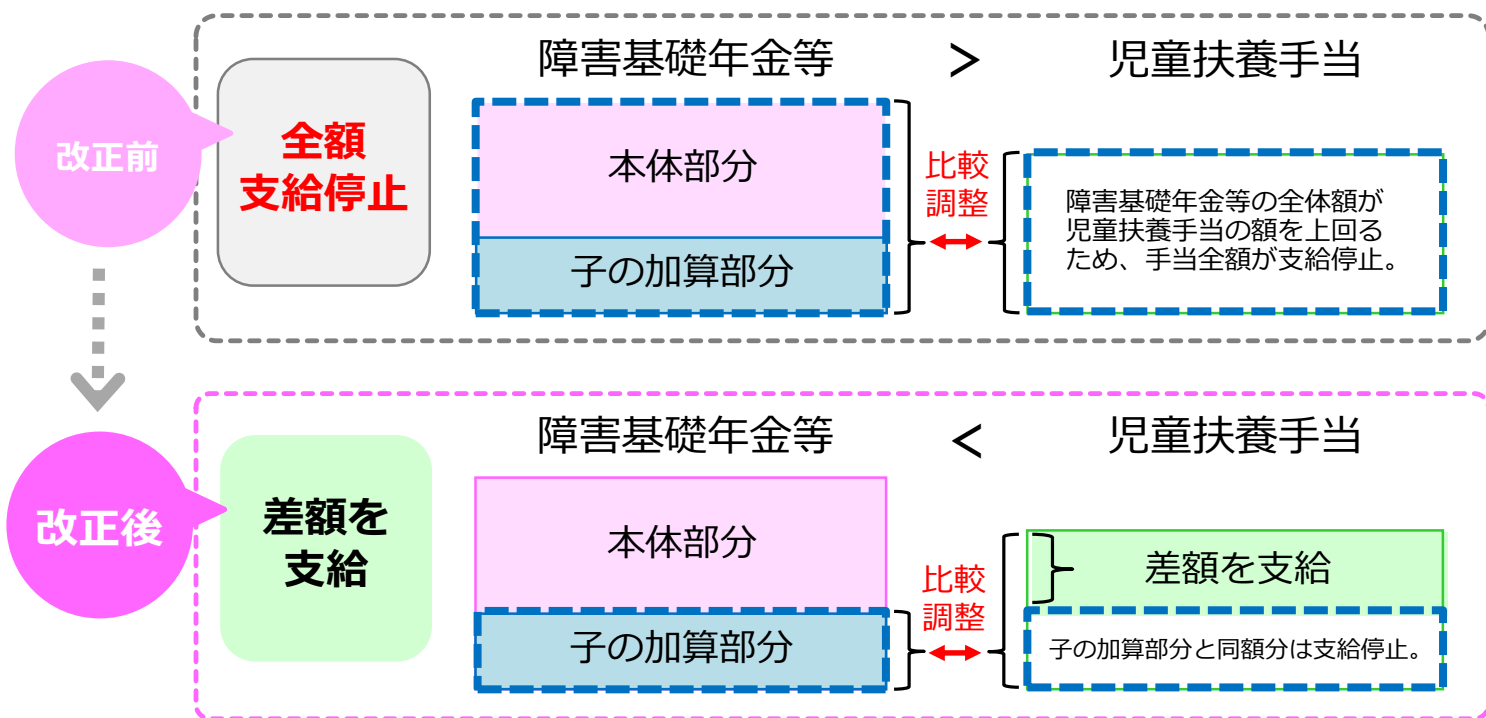 改正前
全額
支給停止
障害基礎年金等 > 児童扶養手当
本体部分
子の加算部分
比較
調整
障害基礎年金等の全体額が
児童扶養手当の額を上回る
ため、手当全額が支給停止。
改正後
差額を
支給
障害基礎年金等 < 児童扶養手当
本体部分
子の加算部分
比較
調整
差額を支給
子の加算部分と同額分は支給停止。